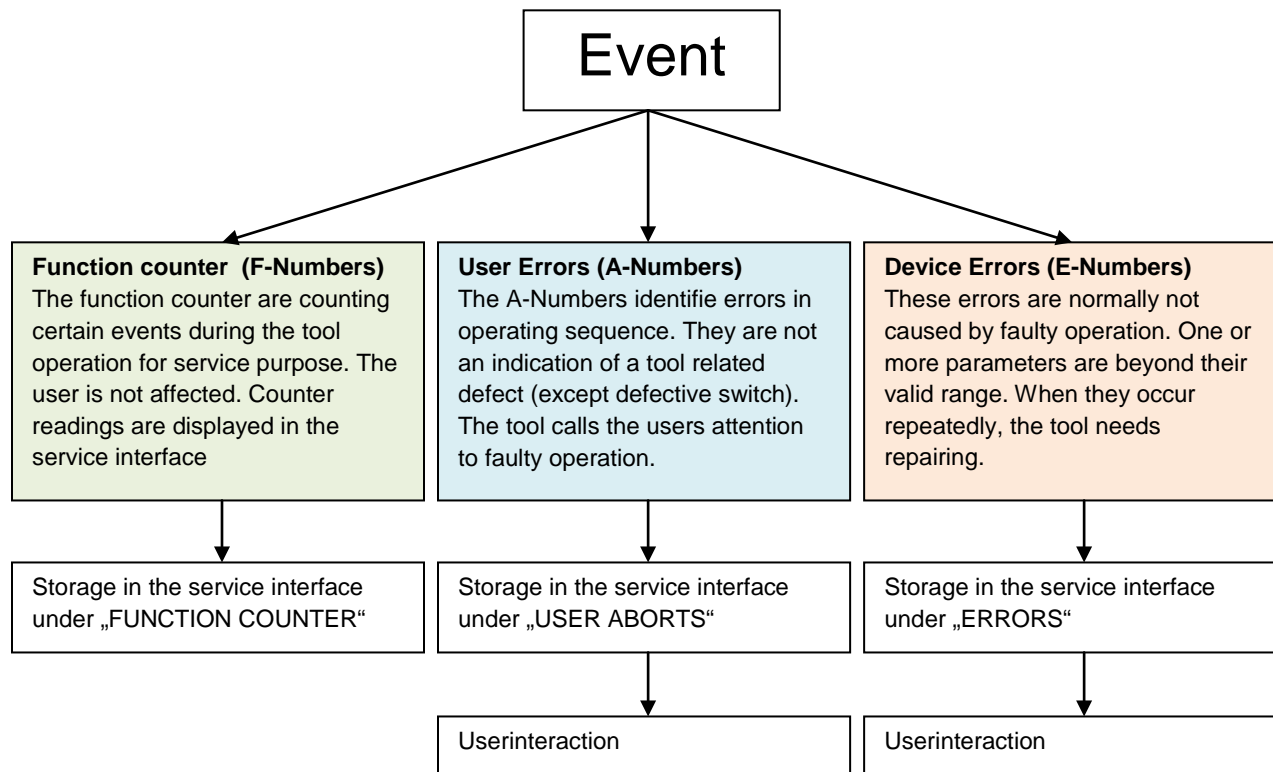 Event
Function counter  (F-Numbers)
The function counter are counting
certain events during the tool
operation for service purpose. The
user is not affected. Counter
readings are displayed in the
service interface
User Errors (A-Numbers)
The A-Numbers identifie errors in
operating sequence. They are not
an indication of a tool related
defect (except defective switch).
The tool calls the users attention
to faulty operation.
Device Errors (E-Numbers)
These errors are normally not
caused by faulty operation. One or
more parameters are beyond their
valid range. When they occur
repeatedly, the tool needs
repairing.
Storage in the service interface
under „FUNCTION COUNTER“
Storage in the service interface
under „USER ABORTS“
Storage in the service interface
under „ERRORS“
Userinteraction
Userinteraction